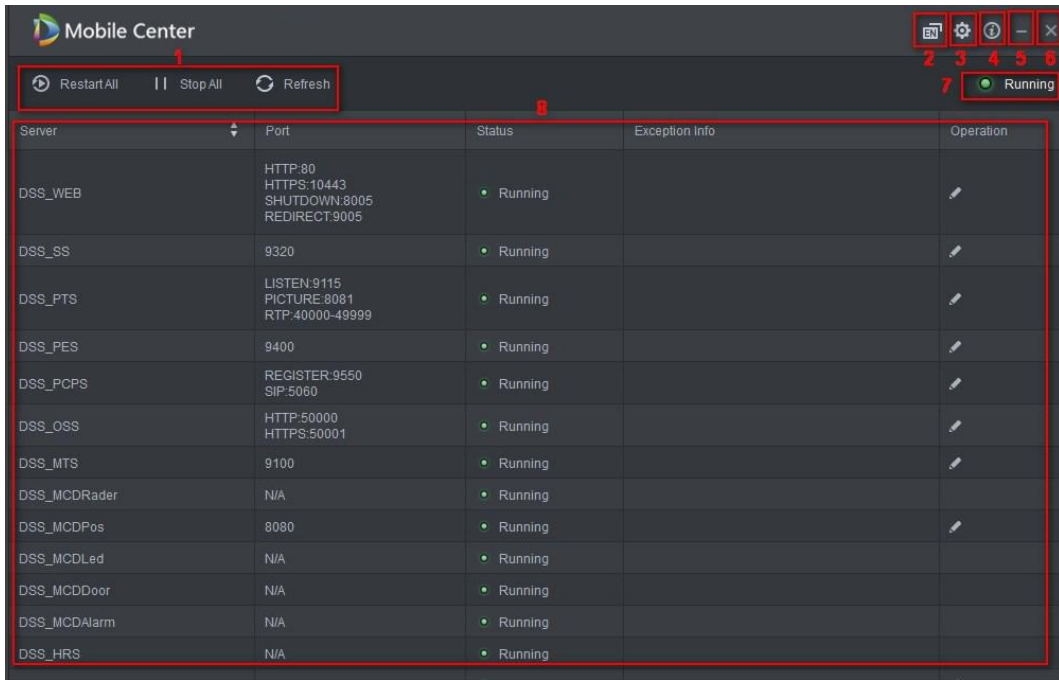 Mobile Center
EN
1
2 3 4 5 6
Restart All Stop All Refresh
7 Running
8
Server Port Status Exception Info Operation
HTTP:80
HTTPS:10443
DSS_WEB Running
SHUTDOWN:8005
REDIRECT:9005
DSS_SS 9320 Running
LISTEN:9115
DSS_PTS PICTURE:8081 Running
RTP:40000-49999
DSS_PES 9400 Running
REGISTER:9550
DSS_PCPS Running
SIP:5060
HTTP:50000
DSS_OSS Running
HTTPS:50001
DSS_MTS 9100 Running
DSS_MCDRader N/A Running
DSS_MCDPos 8080 Running
DSS_MCDLed N/A Running
DSS_MCDDoor N/A Running
DSS_MCDAlarm N/A Running
DSS_HRS N/A Running